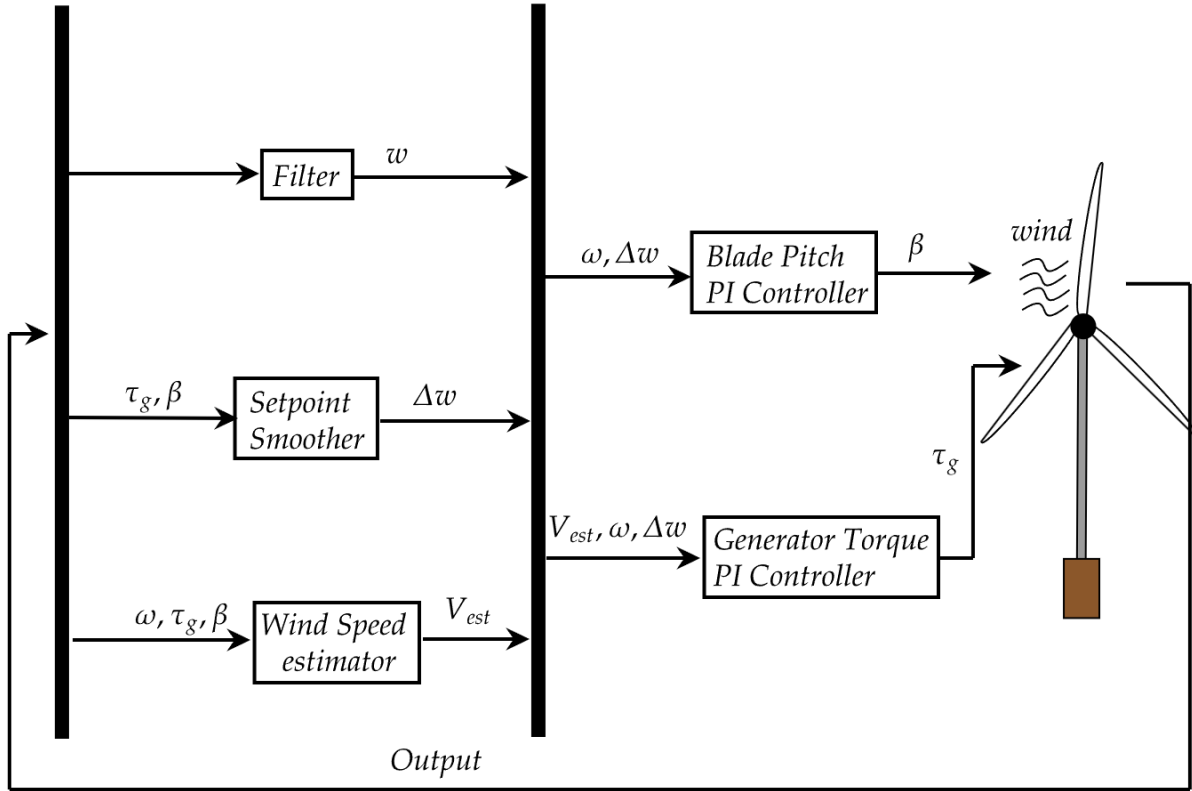 Filter
w
wind
ω, Δw
Blade Pitch
PI Controller
β
τg, β
Setpoint
Smoother
Δw
τg
Vest, ω, Δw
Generator Torque
PI Controller
ω, τg, β
Wind Speed
estimator
Vest
Output